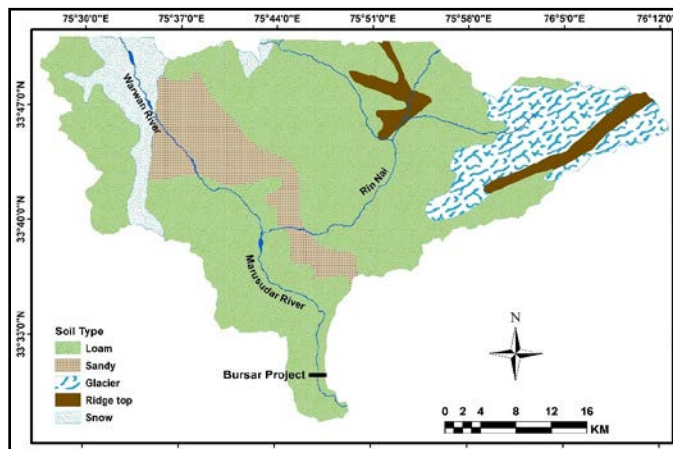 75°30'0"E 75°37'0"E 75°44'0"E 75°51'0"E 75°58'0"E 76°5'0"E 76°12'0"E
33°47'0"N
33°40'0"N
33°33'0"N
Warwan River
Rin Nai
Marusudar River
Bursar Project
Soil Type
Loam
Sandy
Glacier
Ridge top
Snow
N
0 2 4 8 12 16
KM